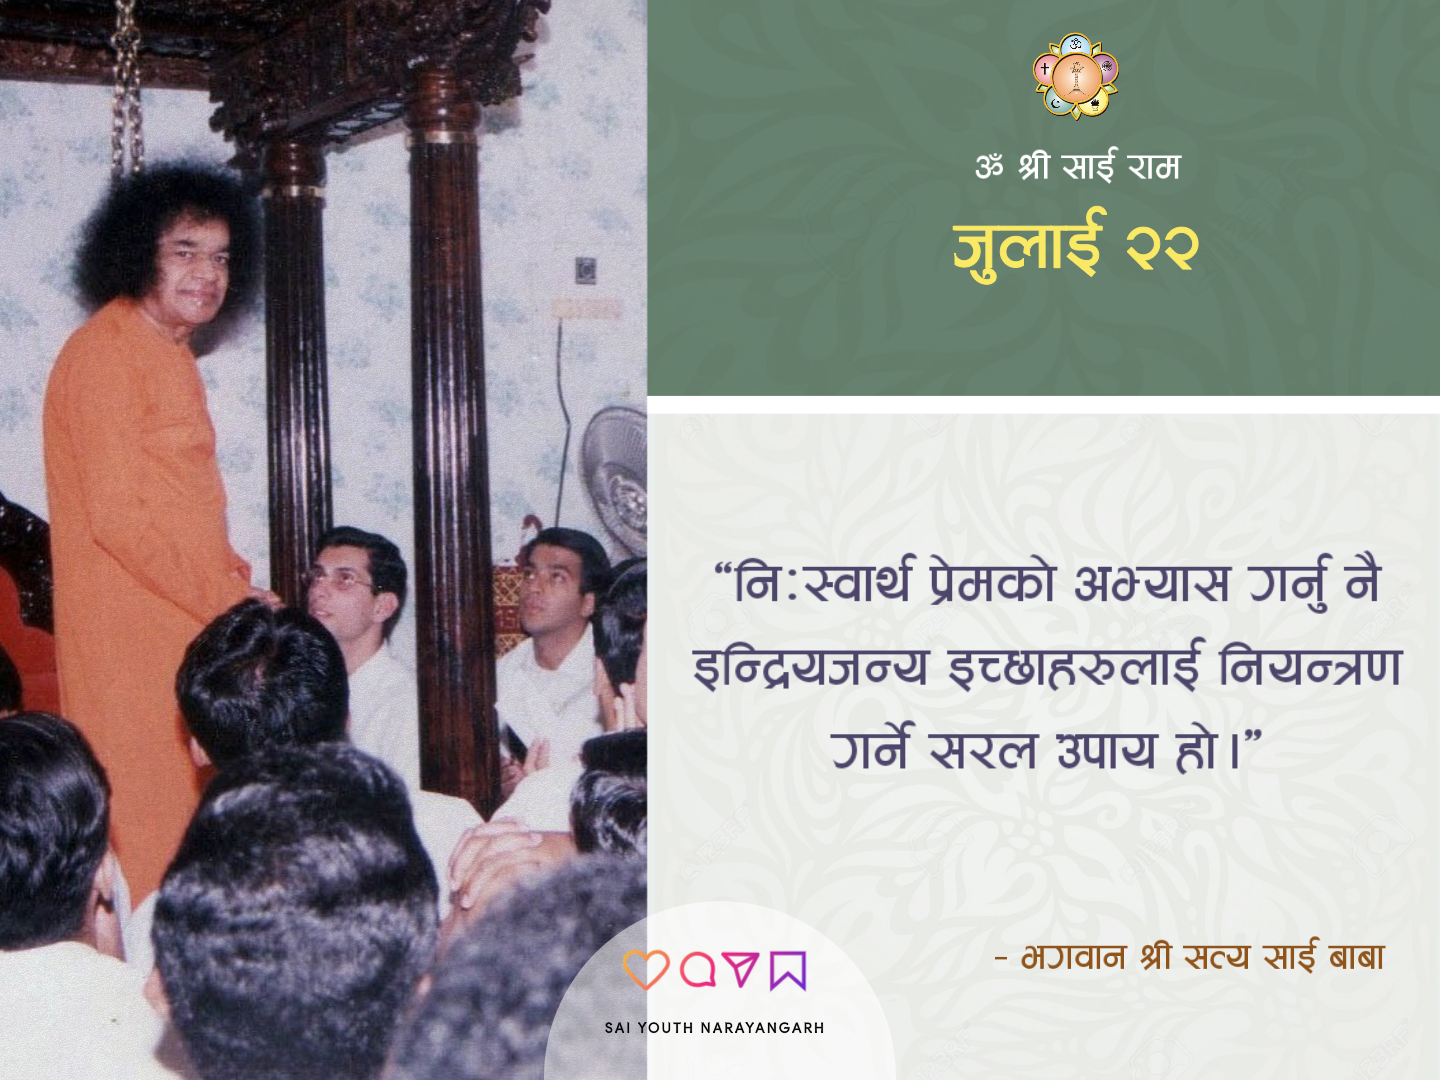 ॐ श्री साई राम
जुलाई २२
“नि:स्वार्थ प्रेमको अभ्यास गर्नु नै
इन्द्रियजन्य इच्छाहरुलाई नियन्त्रण
गर्ने सरल उपाय हो।”
- भगवान श्री सत्य साई बाबा
SAI YOUTH NARAYANGARH